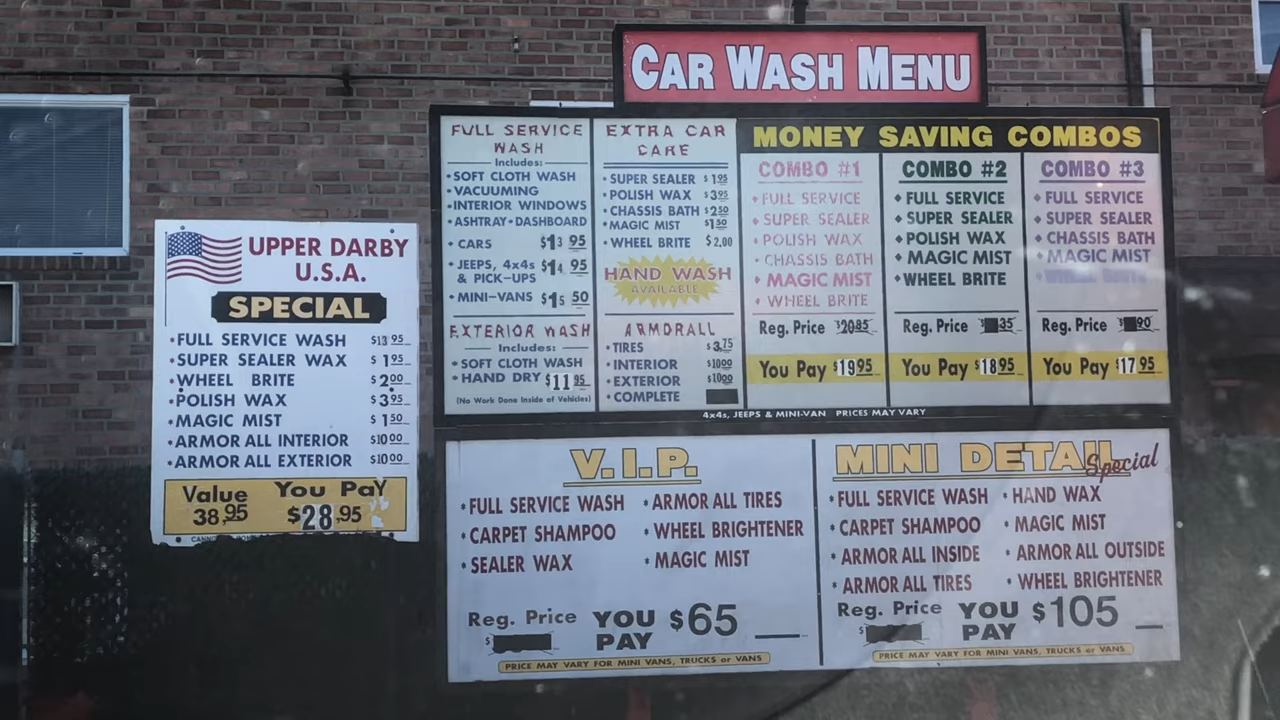 CAR WASH MENU
UPPER DARBY
U.S.A.
SPECIAL
• FULL SERVICE WASH $13 95
• SUPER SEALER WAX $ 1 95
• WHEEL BRITE $ 2 00
• POLISH WAX $ 3 95
• MAGIC MIST $ 1 50
• ARMOR ALL INTERIOR $10 00
• ARMOR ALL EXTERIOR $10 00
Value You Pay
38.95 $28.95
FULL SERVICE
WASH
Includes:
• SOFT CLOTH WASH
• VACUUMING
• INTERIOR WINDOWS
• ASHTRAY • DASHBOARD
• CARS $13 95
• JEEPS, 4x4s $14 95
& PICK-UPS
• MINI-VANS $15 50
EXTERIOR WASH
Includes:
• SOFT CLOTH WASH
• HAND DRY $11 95
(No Work Done Inside of Vehicles)
EXTRA CAR
CARE
• SUPER SEALER $1 95
• POLISH WAX $3 95
• CHASSIS BATH $2 50
• MAGIC MIST $1 50
• WHEEL BRITE $2.00
HAND WASH
AVAILABLE
ARMORALL
• TIRES $3.75
• INTERIOR $10 00
• EXTERIOR $10 00
• COMPLETE
MONEY SAVING COMBOS
COMBO #1
• FULL SERVICE
• SUPER SEALER
• POLISH WAX
• CHASSIS BATH
• MAGIC MIST
• WHEEL BRITE
Reg. Price $20 85
You Pay $19 95
COMBO #2
• FULL SERVICE
• SUPER SEALER
• POLISH WAX
• MAGIC MIST
• WHEEL BRITE
Reg. Price $ 35
You Pay $18 95
COMBO #3
• FULL SERVICE
• SUPER SEALER
• CHASSIS BATH
• MAGIC MIST
• WHEEL BRITE
Reg. Price $ 90
You Pay $17 95
4x4s, JEEPS & MINI-VAN PRICES MAY VARY
V.I.P.
• FULL SERVICE WASH • ARMOR ALL TIRES
• CARPET SHAMPOO • WHEEL BRIGHTENER
• SEALER WAX • MAGIC MIST
Reg. Price YOU $65
$ PAY
PRICE MAY VARY FOR MINI VANS, TRUCKS or VANS
MINI DETAIL Special
• FULL SERVICE WASH • HAND WAX
• CARPET SHAMPOO • MAGIC MIST
• ARMOR ALL INSIDE • ARMOR ALL OUTSIDE
• ARMOR ALL TIRES • WHEEL BRIGHTENER
Reg. Price YOU $105
$ PAY
PRICE MAY VARY FOR MINI VANS, TRUCKS or VANS